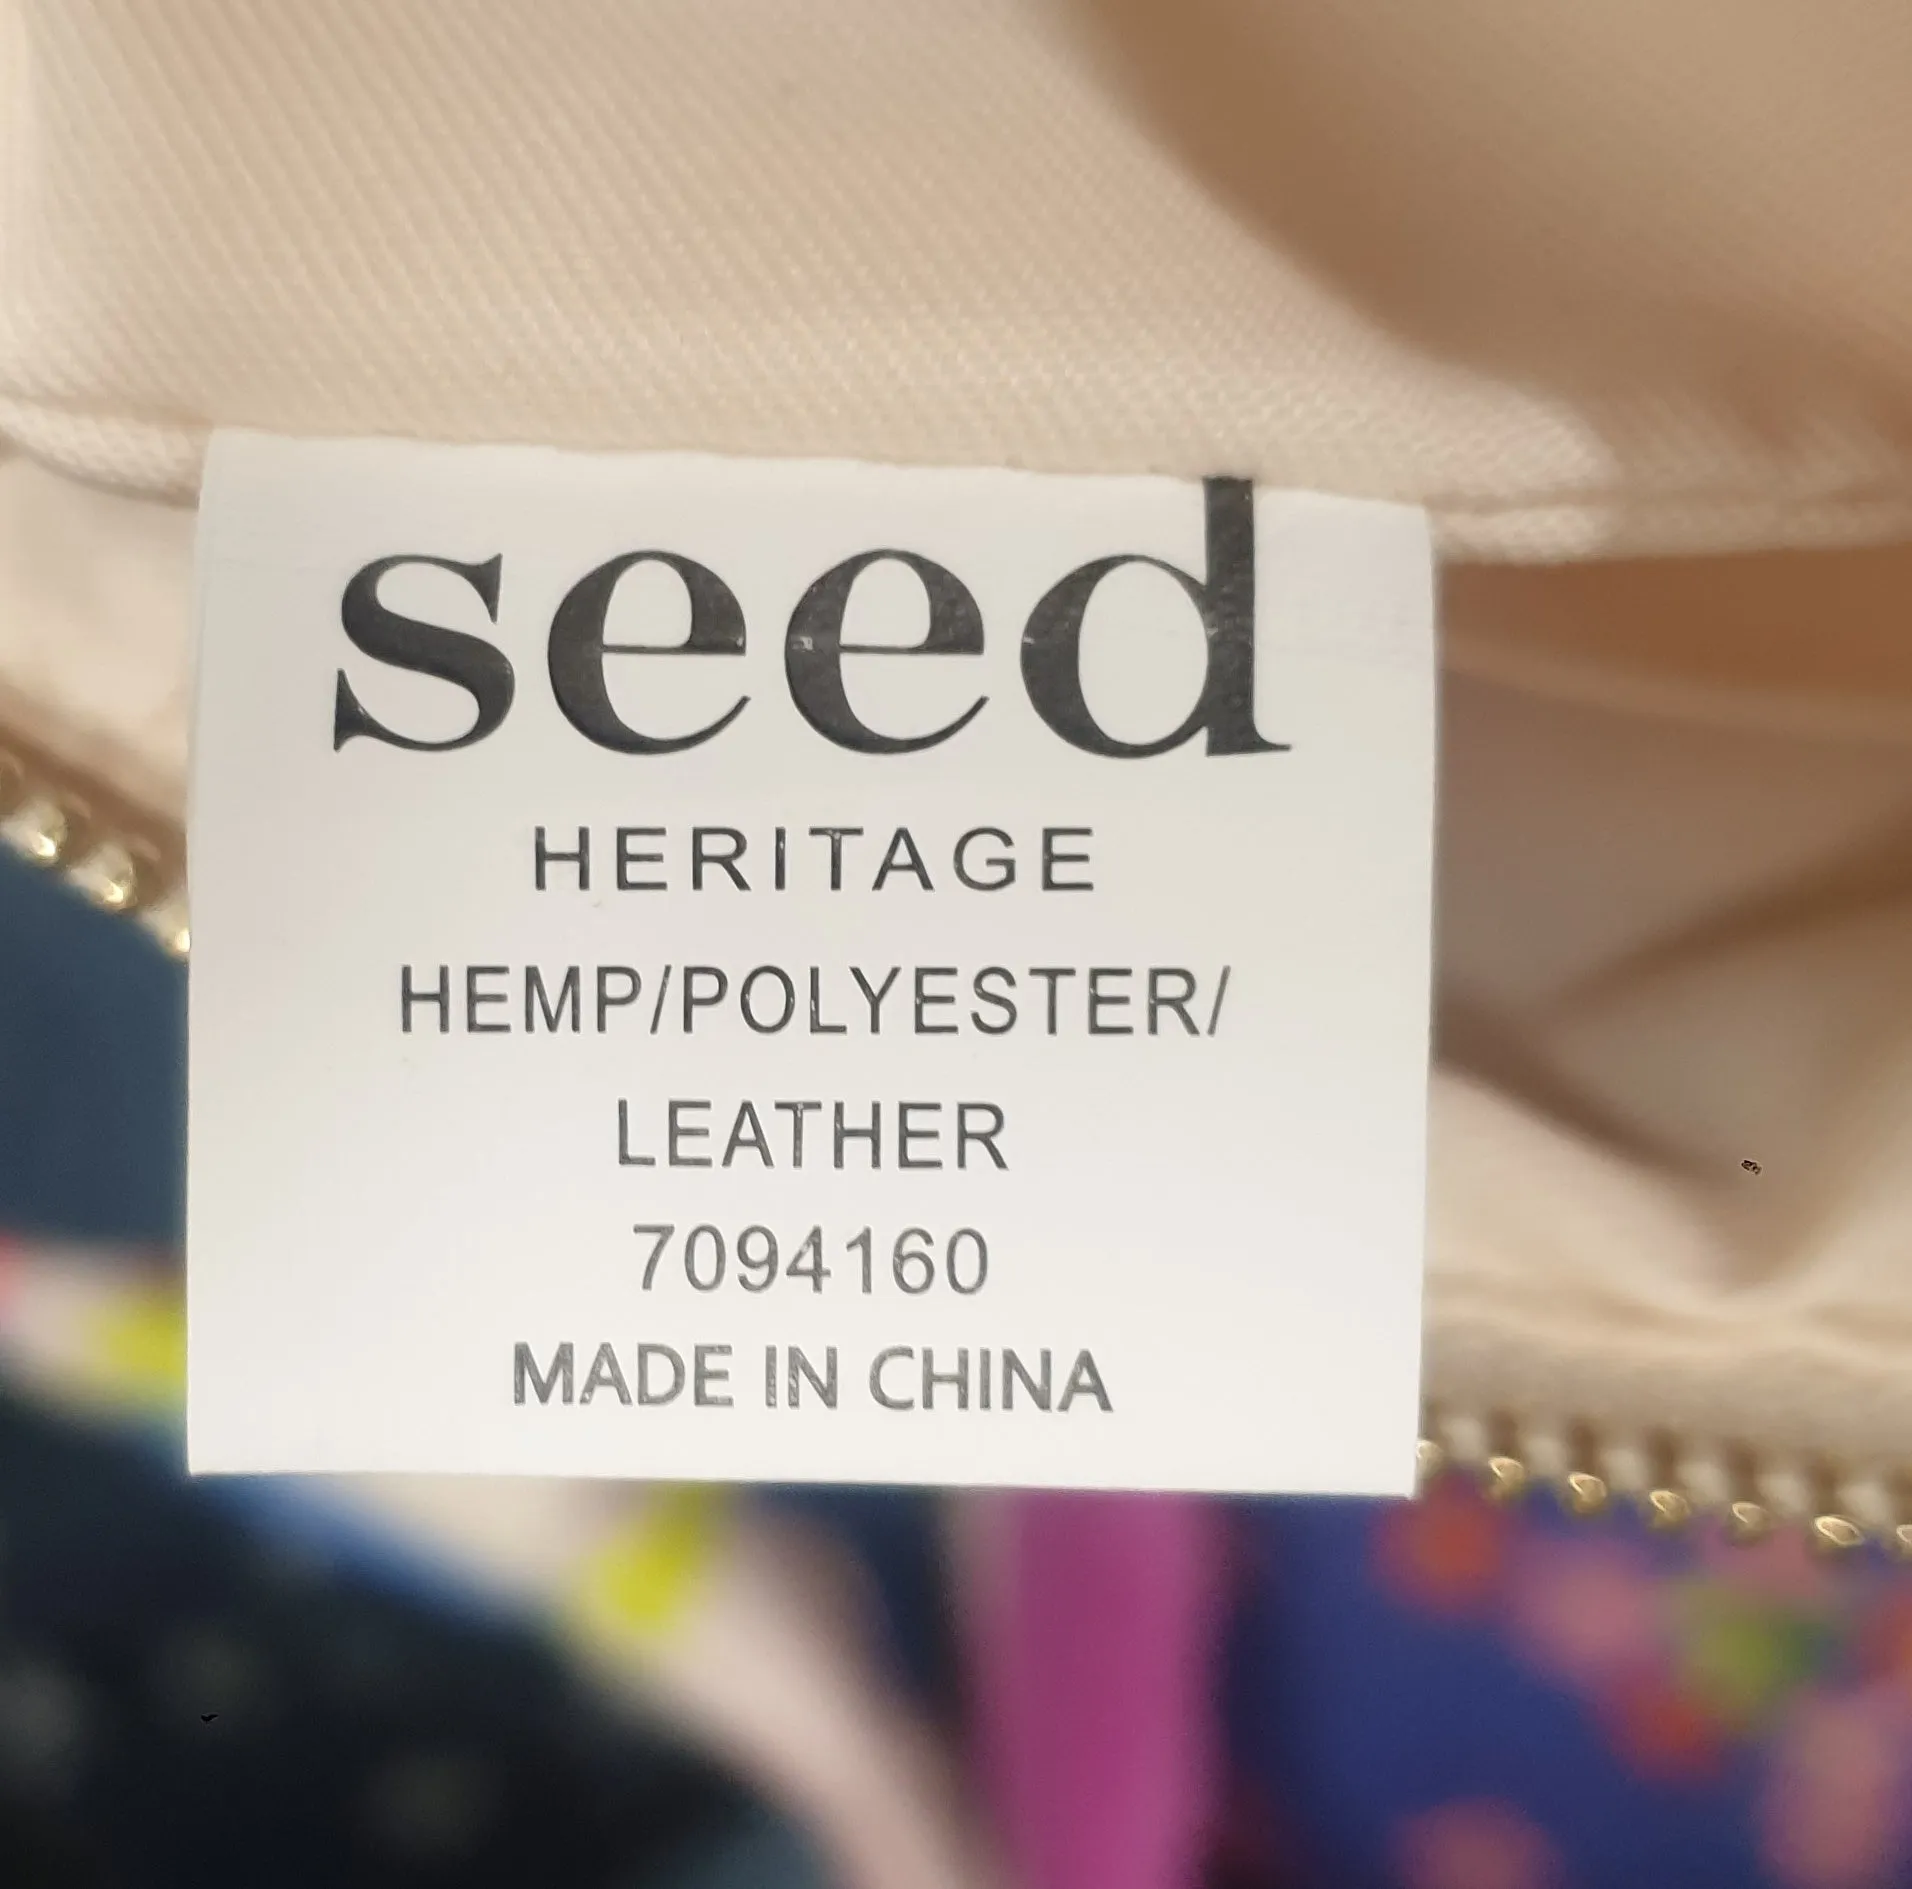 seed
HERITAGE
HEMP/POLYESTER/
LEATHER
7094160
MADE IN CHINA